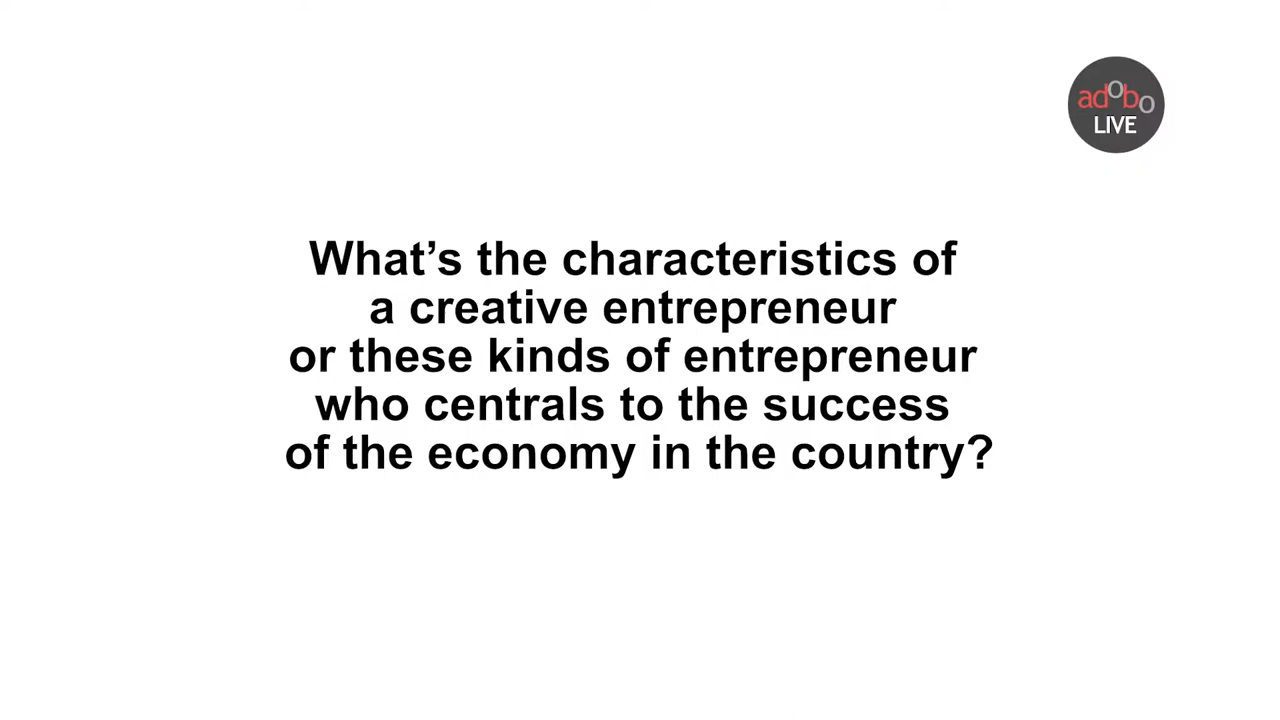 adobo
LIVE
What’s the characteristics of
a creative entrepreneur
or these kinds of entrepreneur
who centrals to the success
of the economy in the country?